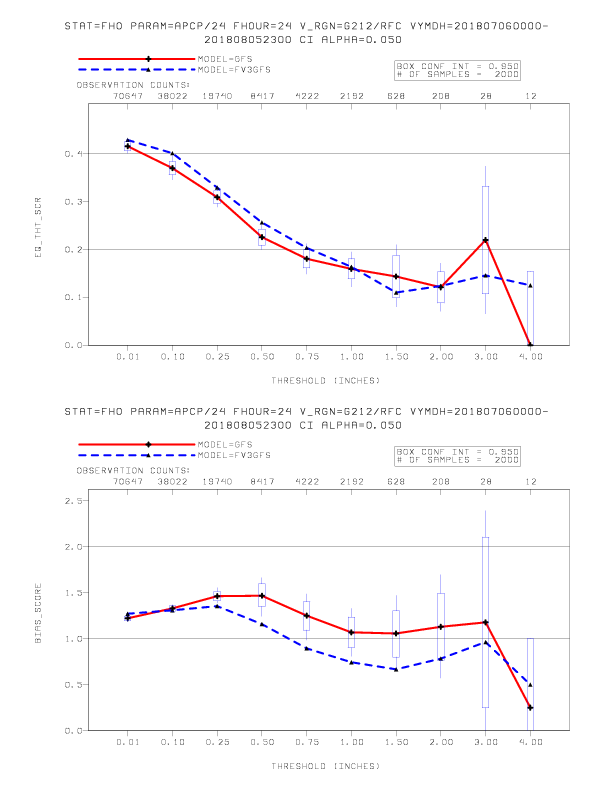 STAT=FHO PARAM=APCP/24 FHOUR=24 V_RGN=G212/RFC VYMDH=201807060000-
201808052300 CI ALPHA=0.050
MODEL=GFS
MODEL=FV3GFS
BOX CONF INT = 0.950
# OF SAMPLES = 2000
OBSERVATION COUNTS:
70647 38022 19740 8417 4222 2192 628 208 28 12
0.4
0.3
0.2
0.1
0.0
EQ_THT_SCR
0.01 0.10 0.25 0.50 0.75 1.00 1.50 2.00 3.00 4.00
THRESHOLD (INCHES)
STAT=FHO PARAM=APCP/24 FHOUR=24 V_RGN=G212/RFC VYMDH=201807060000-
201808052300 CI ALPHA=0.050
MODEL=GFS
MODEL=FV3GFS
BOX CONF INT = 0.950
# OF SAMPLES = 2000
OBSERVATION COUNTS:
70647 38022 19740 8417 4222 2192 628 208 28 12
2.5
2.0
1.5
1.0
0.5
0.0
BIAS_SCORE
0.01 0.10 0.25 0.50 0.75 1.00 1.50 2.00 3.00 4.00
THRESHOLD (INCHES)